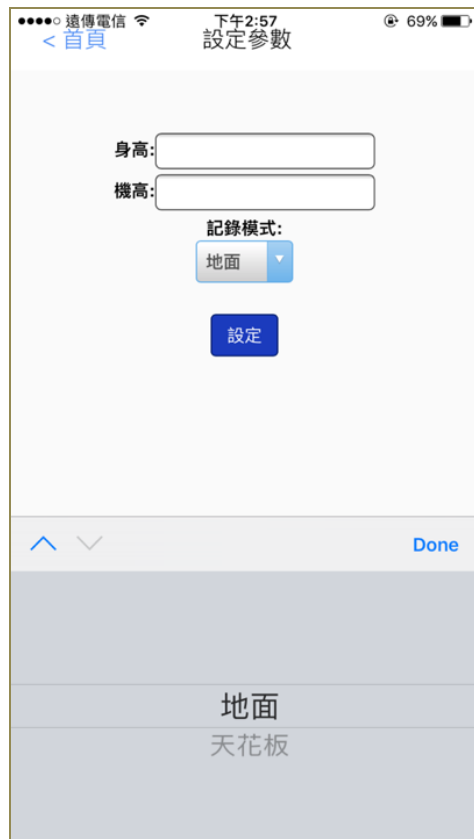 遠傳電信 下午2:57 69%
< 首頁 設定參數
身高:
機高:
記錄模式:
地面
設定
Done
地面
天花板